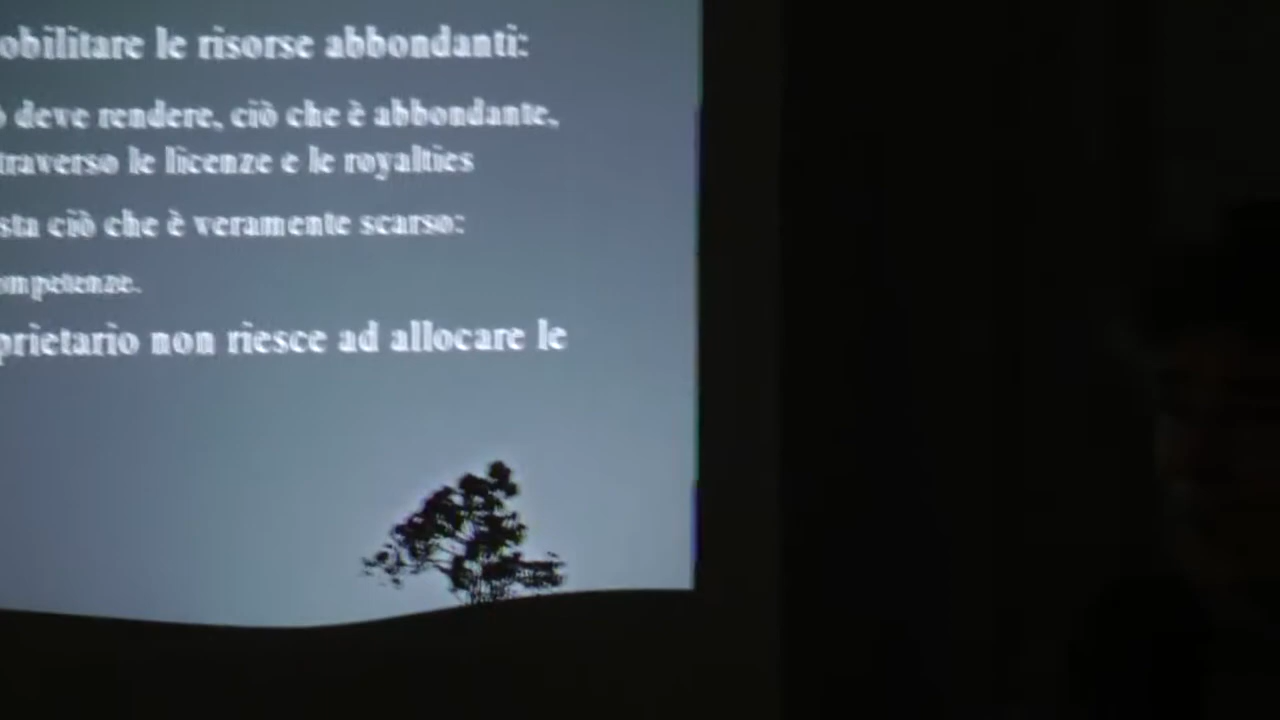 obilitare le risorse abbondanti:
ò deve rendere, ciò che è abbondante,
traverso le licenze e le royalties
sta ciò che è veramente scarso:
ompetenze.
prietario non riesce ad allocare le